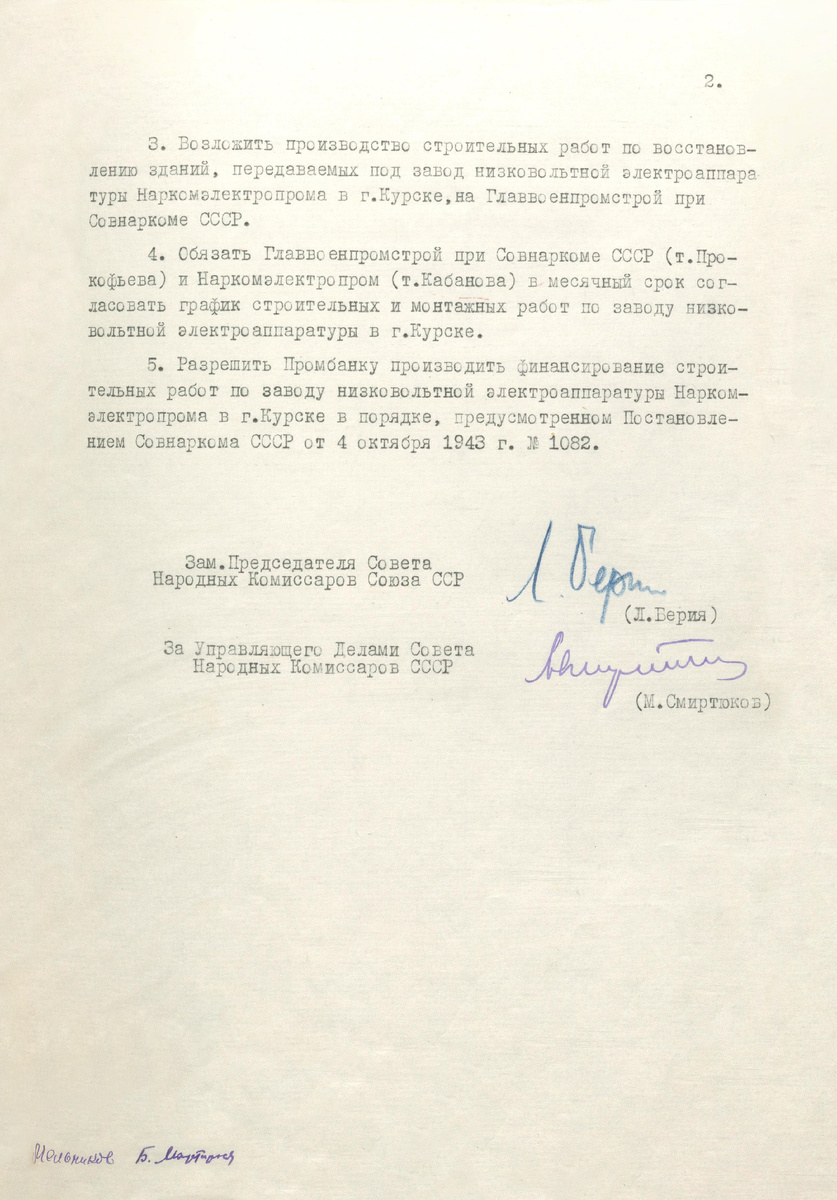 2.
3. Возложить производство строительных работ по восстанов-
лению зданий, передаваемых под завод низковольтной электроаппара
туры Наркомэлектропрома в г.Курске,на Главвоенпромстрой при
Совнаркоме СССР.
4. Обязать Главвоенпромстрой при Совнаркоме СССР (т.Про-
кофьева) и Наркомэлектропром (т.Кабанова) в месячный срок сог-
ласовать график строительных и монтажных работ по заводу низко-
вольтной электроаппаратуры в г.Курске.
5. Разрешить Промбанку производить финансирование строи-
тельных работ по заводу низковольтной электроаппаратуры Нарком-
электропрома в г.Курске в порядке, предусмотренном Постановле-
нием Совнаркома СССР от 4 октября 1943 г. № 1082.
Зам.Председателя Совета
Народных Комиссаров Союза ССР
Л. Берия
(Л.Берия)
За Управляющего Делами Совета
Народных Комиссаров СССР
(М.Смиртюков)
Мельников Б.